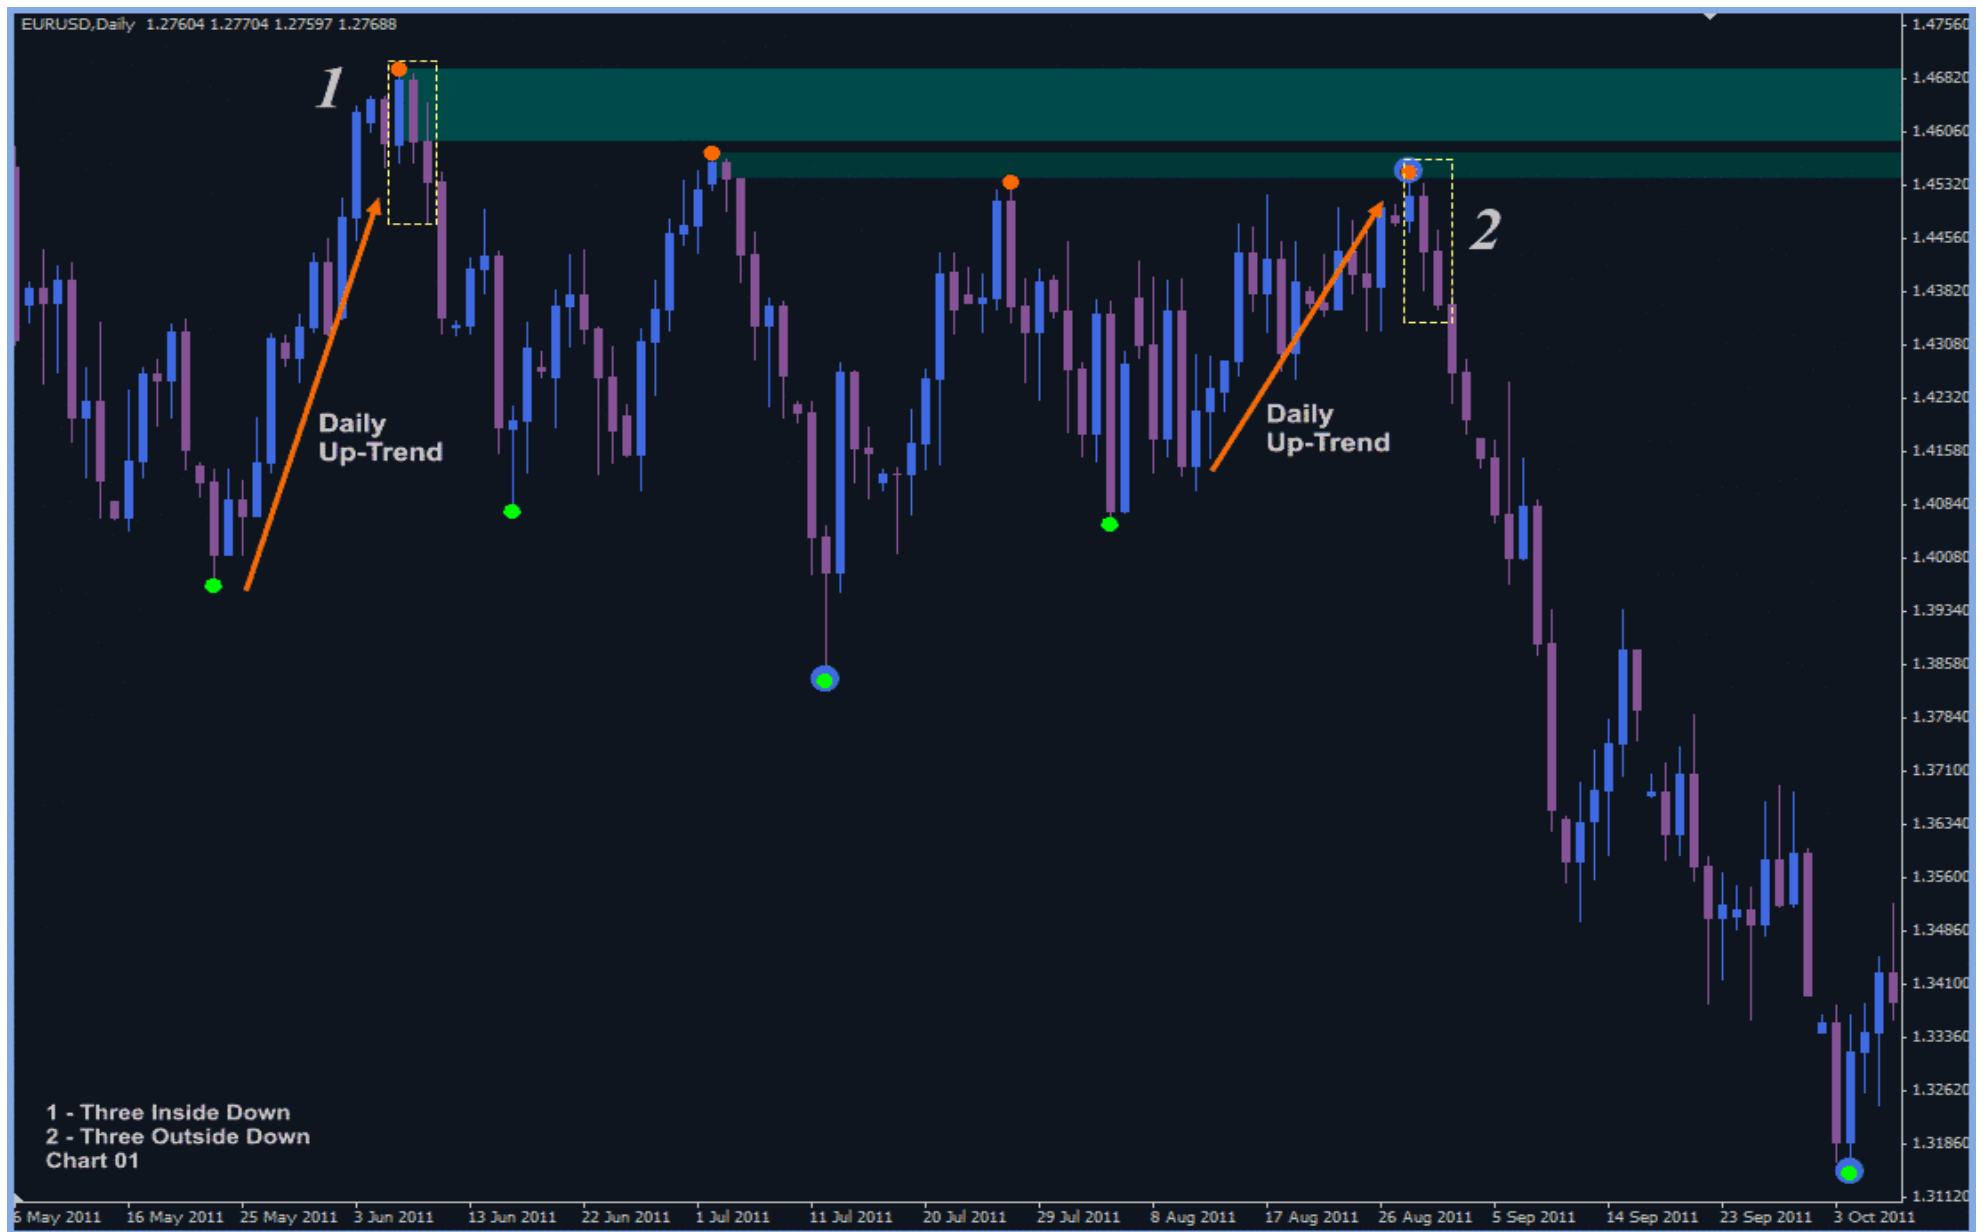 EURUSD,Daily 1.27604 1.27704 1.27597 1.27688
1
2
Daily
Up-Trend
Daily
Up-Trend
1 - Three Inside Down
2 - Three Outside Down
Chart 01
1.47560
1.46820
1.46060
1.45320
1.44560
1.43820
1.43080
1.42320
1.41580
1.40840
1.40080
1.39340
1.38580
1.37840
1.37100
1.36340
1.35600
1.34860
1.34100
1.33360
1.32620
1.31860
1.31120
6 May 2011 16 May 2011 25 May 2011 3 Jun 2011 13 Jun 2011 22 Jun 2011 1 Jul 2011 11 Jul 2011 20 Jul 2011 29 Jul 2011 8 Aug 2011 17 Aug 2011 26 Aug 2011 5 Sep 2011 14 Sep 2011 23 Sep 2011 3 Oct 2011